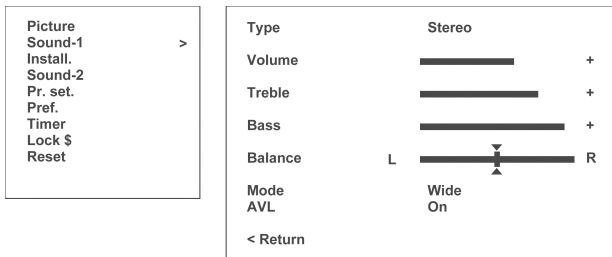 Picture
Sound-1 >
Install.
Sound-2
Pr. set.
Pref.
Timer
Lock $
Reset
Type Stereo
Volume +
Treble +
Bass +
Balance L R
Mode Wide
AVL On
< Return